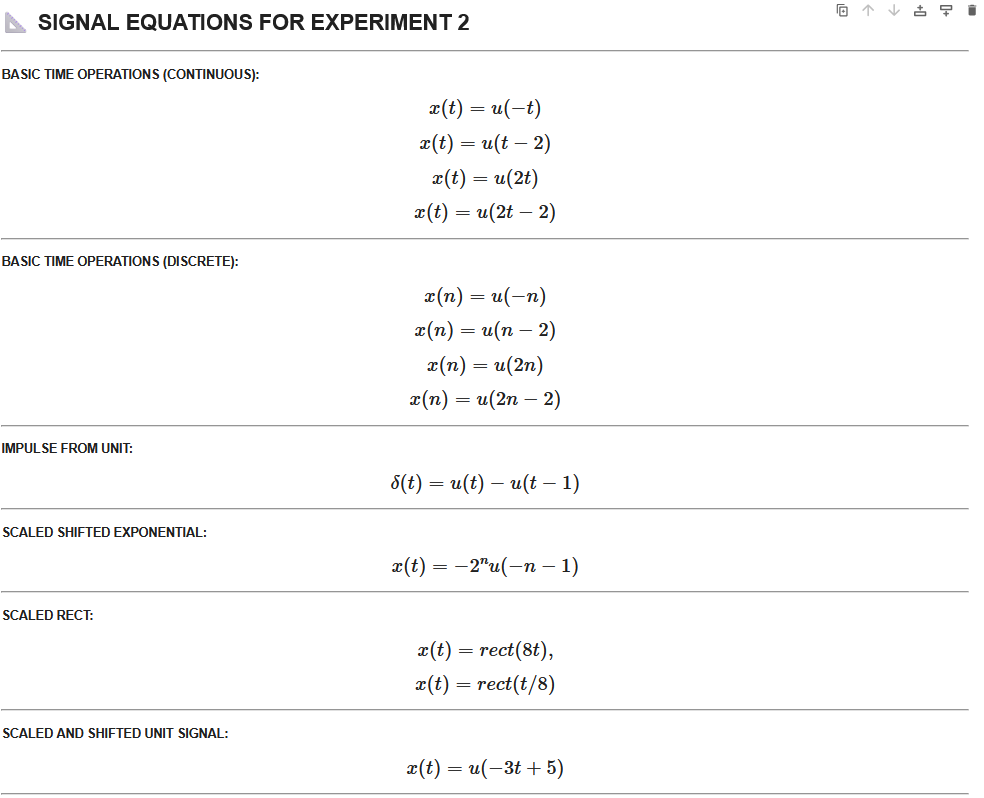 SIGNAL EQUATIONS FOR EXPERIMENT 2
BASIC TIME OPERATIONS (CONTINUOUS):
x(t) = u(−t)
x(t) = u(t − 2)
x(t) = u(2t)
x(t) = u(2t − 2)
BASIC TIME OPERATIONS (DISCRETE):
x(n) = u(−n)
x(n) = u(n − 2)
x(n) = u(2n)
x(n) = u(2n − 2)
IMPULSE FROM UNIT:
δ(t) = u(t) − u(t − 1)
SCALED SHIFTED EXPONENTIAL:
x(t) = −2ⁿu(−n − 1)
SCALED RECT:
x(t) = rect(8t),
x(t) = rect(t/8)
SCALED AND SHIFTED UNIT SIGNAL:
x(t) = u(−3t + 5)